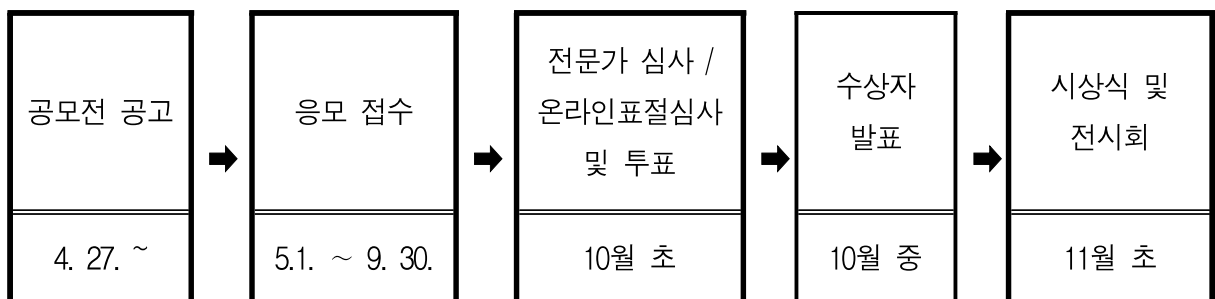 공모전 공고
4. 27. ~
응모 접수
5.1. ~ 9. 30.
전문가 심사 /
온라인표절심사
및 투표
10월 초
수상자
발표
10월 중
시상식 및
전시회
11월 초